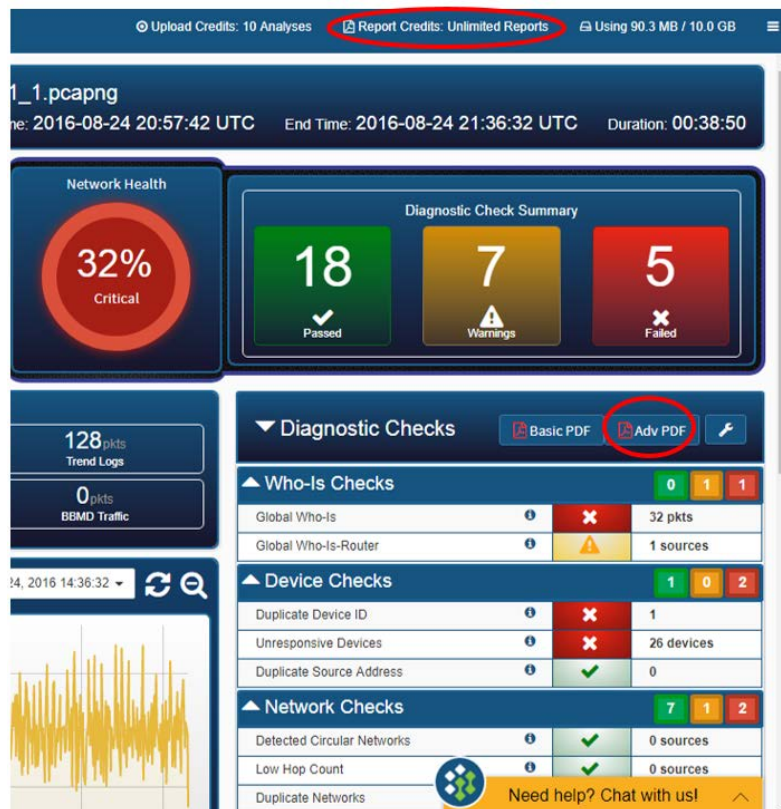 Upload Credits: 10 Analyses Report Credits: Unlimited Reports Using 90.3 MB / 10.0 GB
1_1.pcapng
ne: 2016-08-24 20:57:42 UTC End Time: 2016-08-24 21:36:32 UTC Duration: 00:38:50
Network Health
32%
Critical
Diagnostic Check Summary
18
Passed
7
Warnings
5
Failed
128 pkts
Trend Logs
0 pkts
BBMD Traffic
24, 2016 14:36:32
Diagnostic Checks Basic PDF Adv PDF
Who-Is Checks 0 1 1
Global Who-Is 32 pkts
Global Who-Is-Router 1 sources
Device Checks 1 0 2
Duplicate Device ID 1
Unresponsive Devices 26 devices
Duplicate Source Address 0
Network Checks 7 1 2
Detected Circular Networks 0 sources
Low Hop Count 0 sources
Duplicate Networks
Need help? Chat with us!